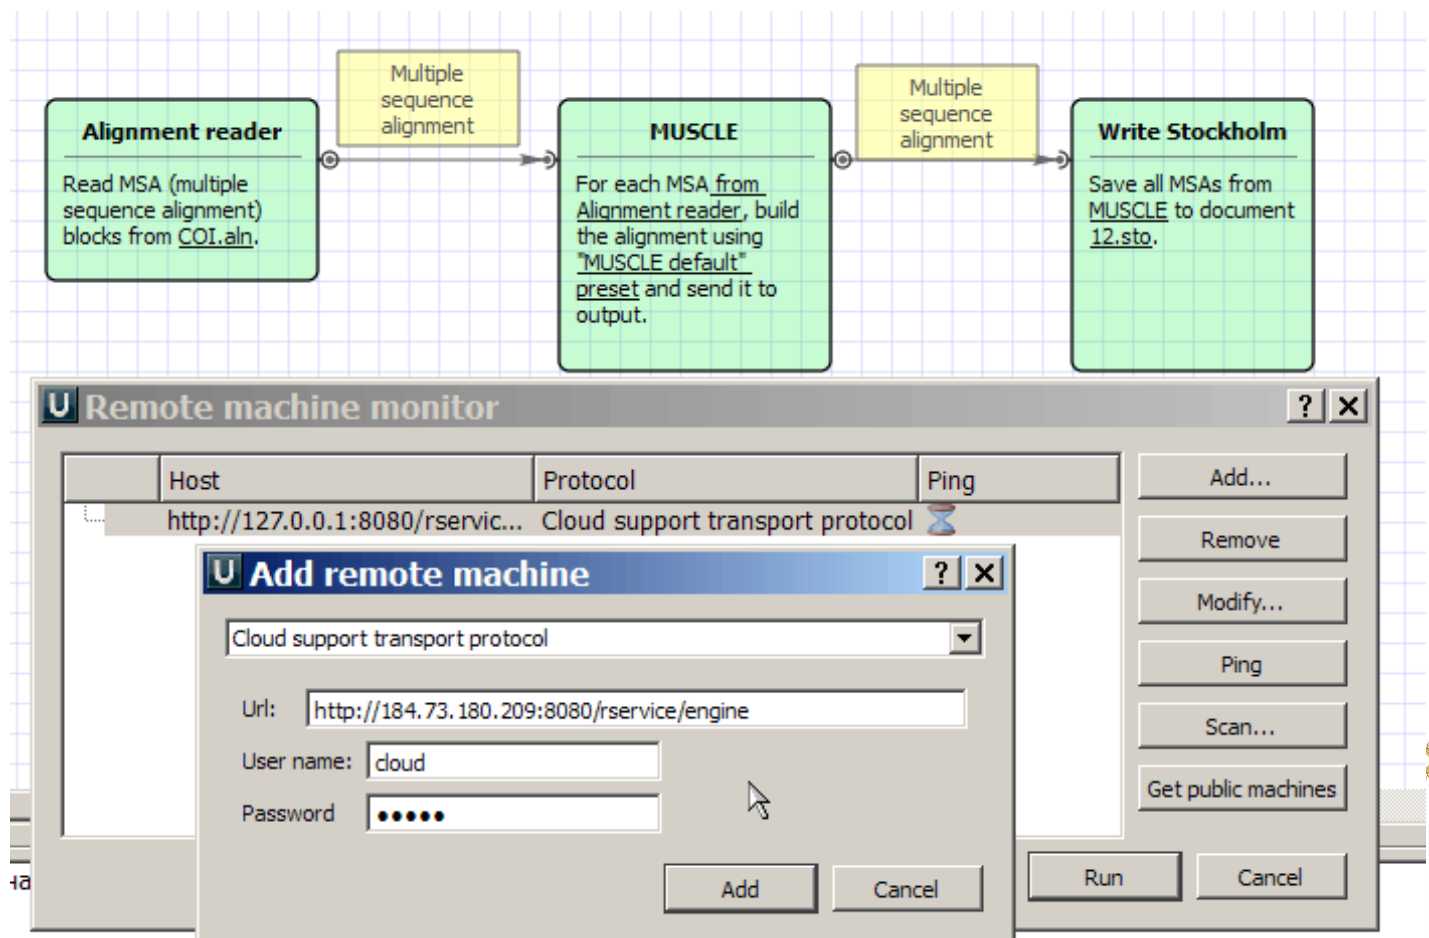 Multiple
sequence
alignment
Multiple
sequence
alignment
Alignment reader
Read MSA (multiple
sequence alignment)
blocks from COI.aln.
MUSCLE
For each MSA from
Alignment reader, build
the alignment using
"MUSCLE default"
preset and send it to
output.
Write Stockholm
Save all MSAs from
MUSCLE to document
12.sto.
U Remote machine monitor
Host Protocol Ping
http://127.0.0.1:8080/rservic... Cloud support transport protocol
Add...
Remove
Modify...
Ping
Scan...
Get public machines
Run Cancel
U Add remote machine
Cloud support transport protocol
Url: http://184.73.180.209:8080/rservice/engine
User name: cloud
Password •••••
Add Cancel